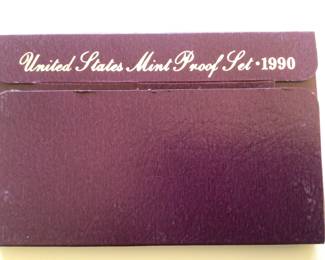 United States Mint Proof Set · 1990